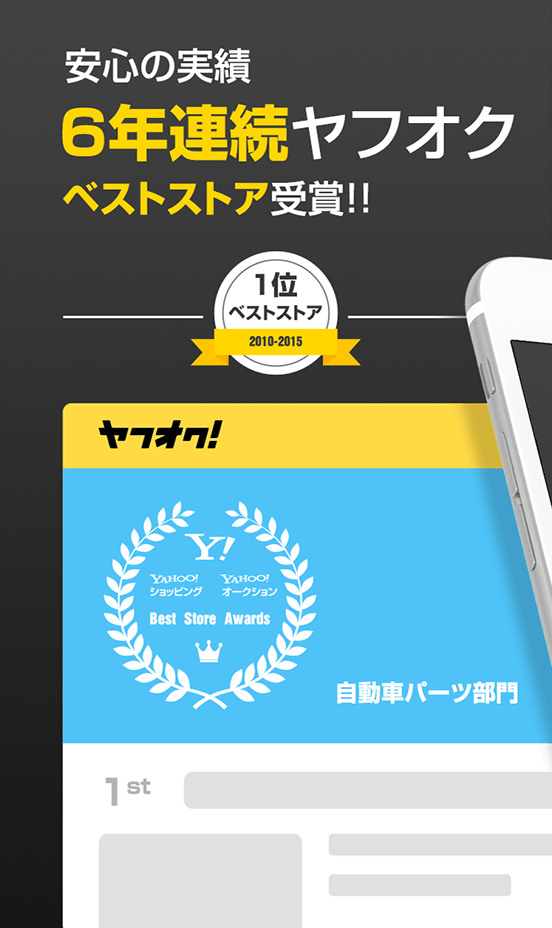 安心の実績
6年連続ヤフオク
ベストストア受賞!!
1位
ベストストア
2010-2015
ヤフオク!
Y!
YAHOO! YAHOO!
ショッピング オークション
Best Store Awards
自動車パーツ部門
1st